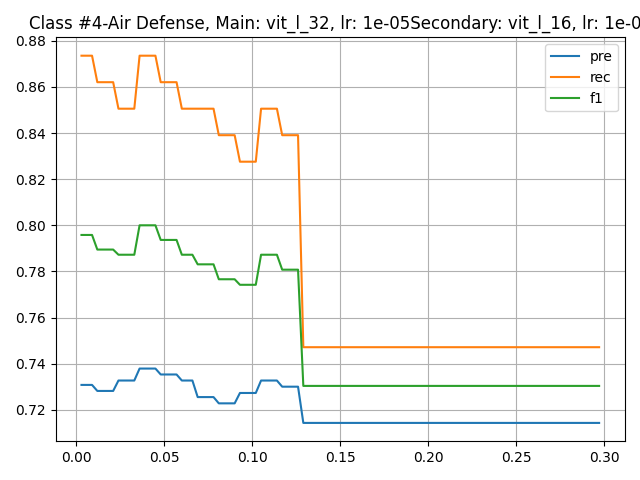 Class #4-Air Defense, Main: vit_l_32, lr: 1e-05Secondary: vit_l_16, lr: 1e-0
pre
rec
f1
0.88
0.86
0.84
0.82
0.80
0.78
0.76
0.74
0.72
0.00 0.05 0.10 0.15 0.20 0.25 0.30